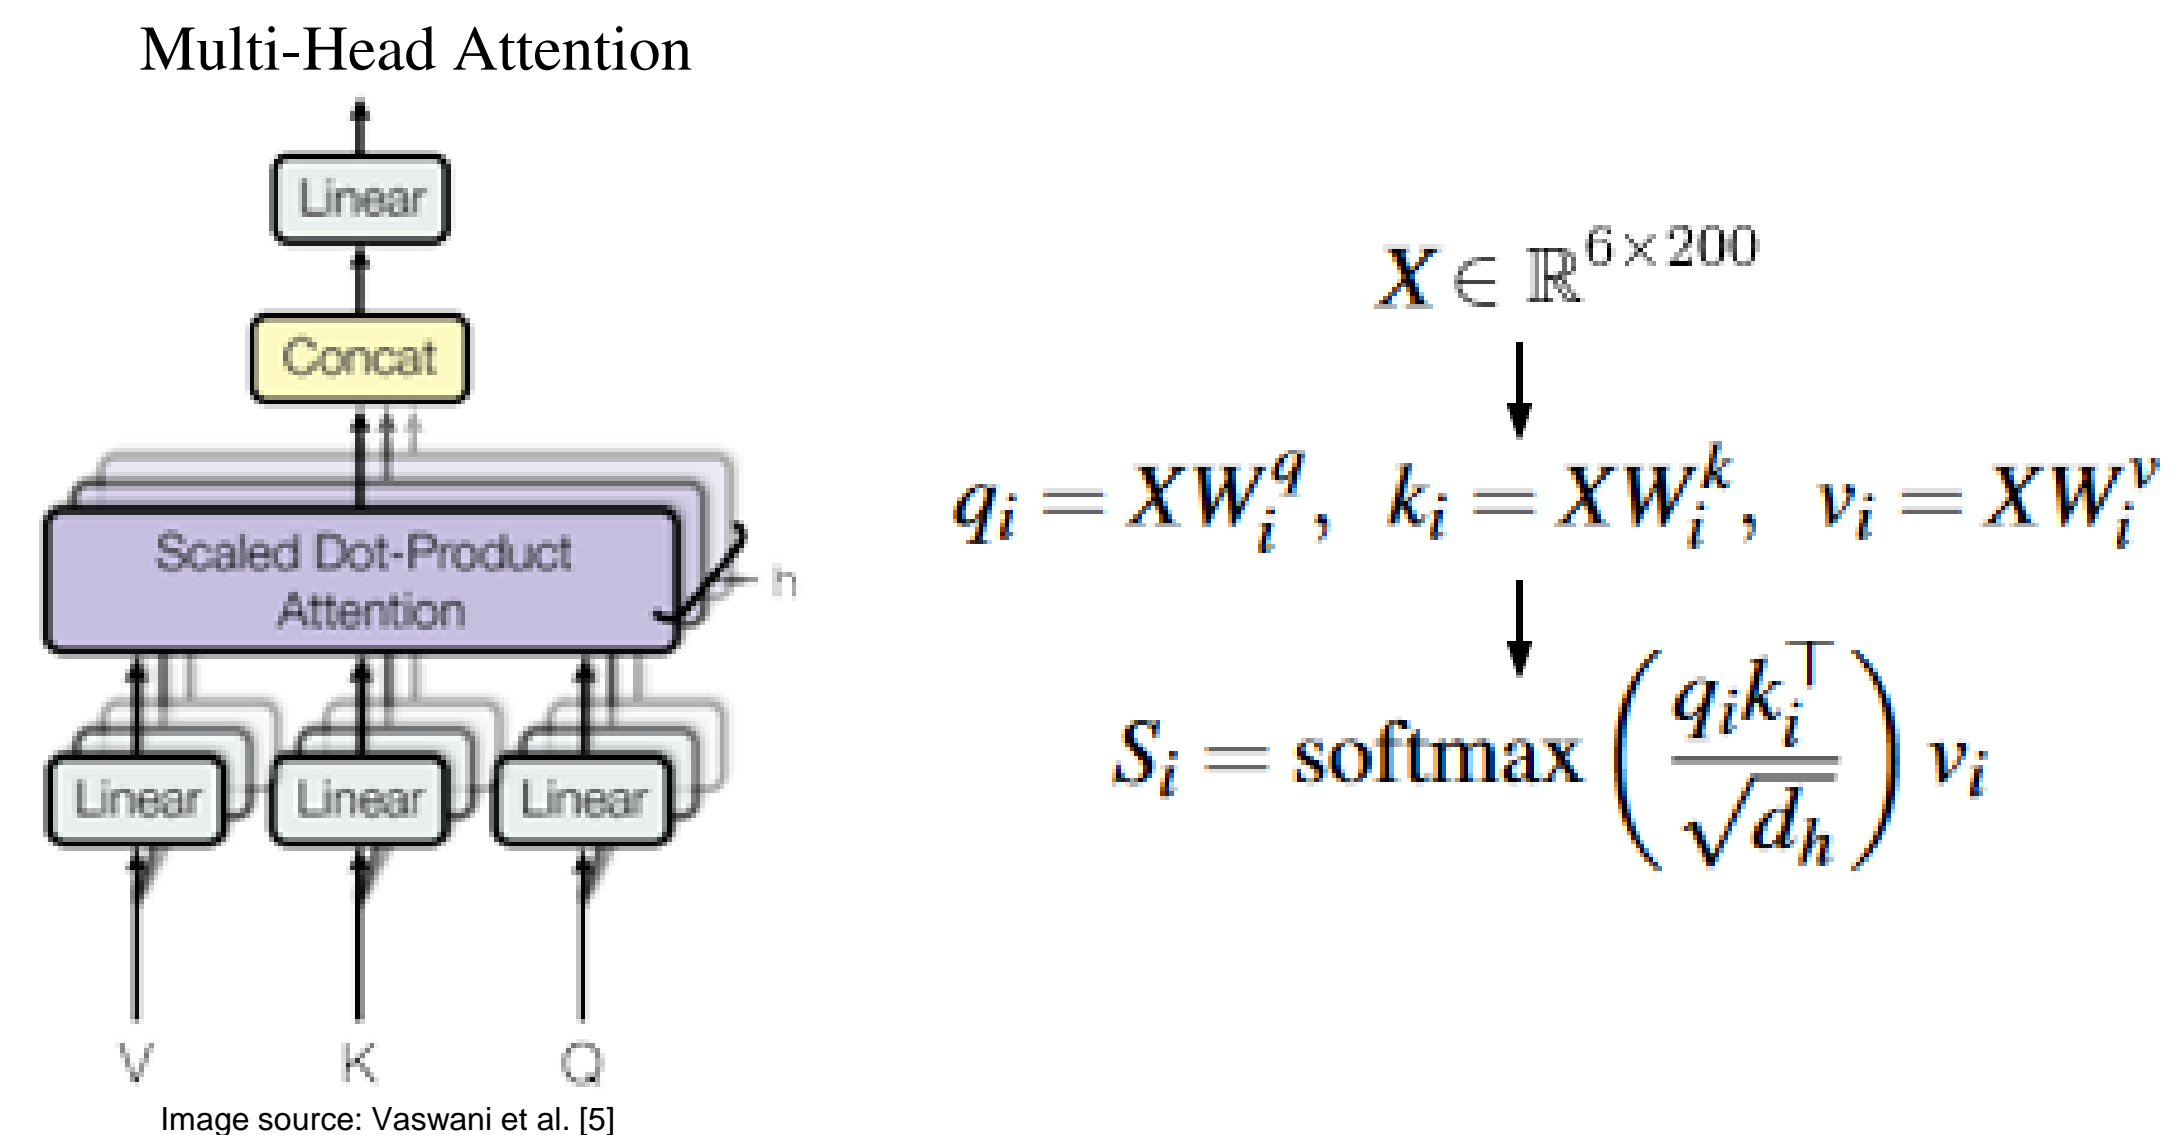 Multi-Head Attention
Linear
Concat
Scaled Dot-Product
Attention
h
Linear Linear Linear
V K Q
Image source: Vaswani et al. [5]
X ∈ ℝ^{6×200}
q_i = XW_i^q, k_i = XW_i^k, v_i = XW_i^v
S_i = softmax (q_i k_i^⊤ / √d_h) v_i